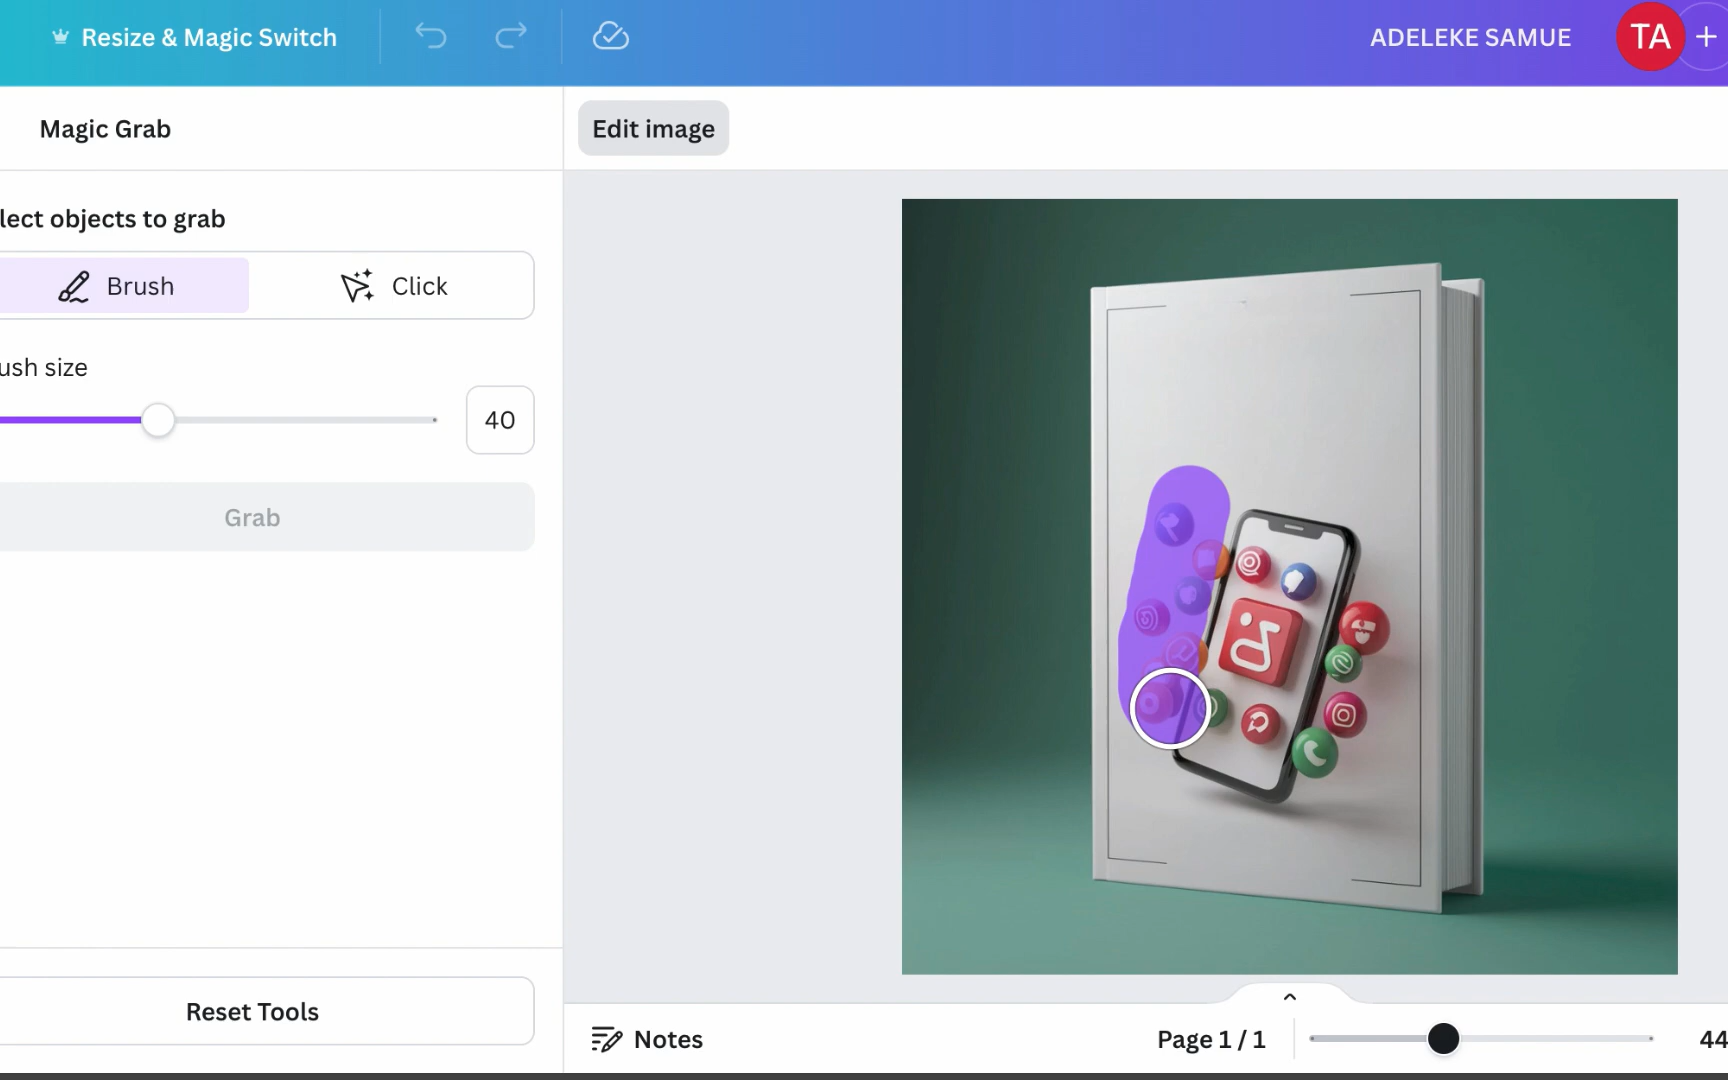 Resize & Magic Switch
ADELEKE SAMUE
TA
Magic Grab
Edit image
lect objects to grab
Brush
Click
ush size
40
Grab
Reset Tools
Notes
Page 1 / 1
44